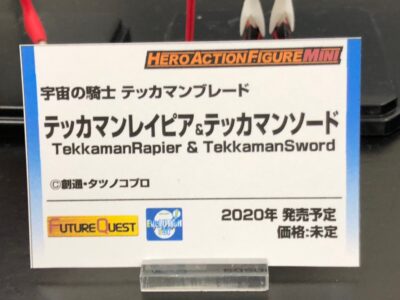 HERO ACTION FIGURE MINI
宇宙の騎士 テッカマンブレード
テッカマンレイピア&テッカマンソード
TekkamanRapier & TekkamanSword
©創通・タツノコプロ
FUTURE QUEST
2020年 発売予定
価格:未定